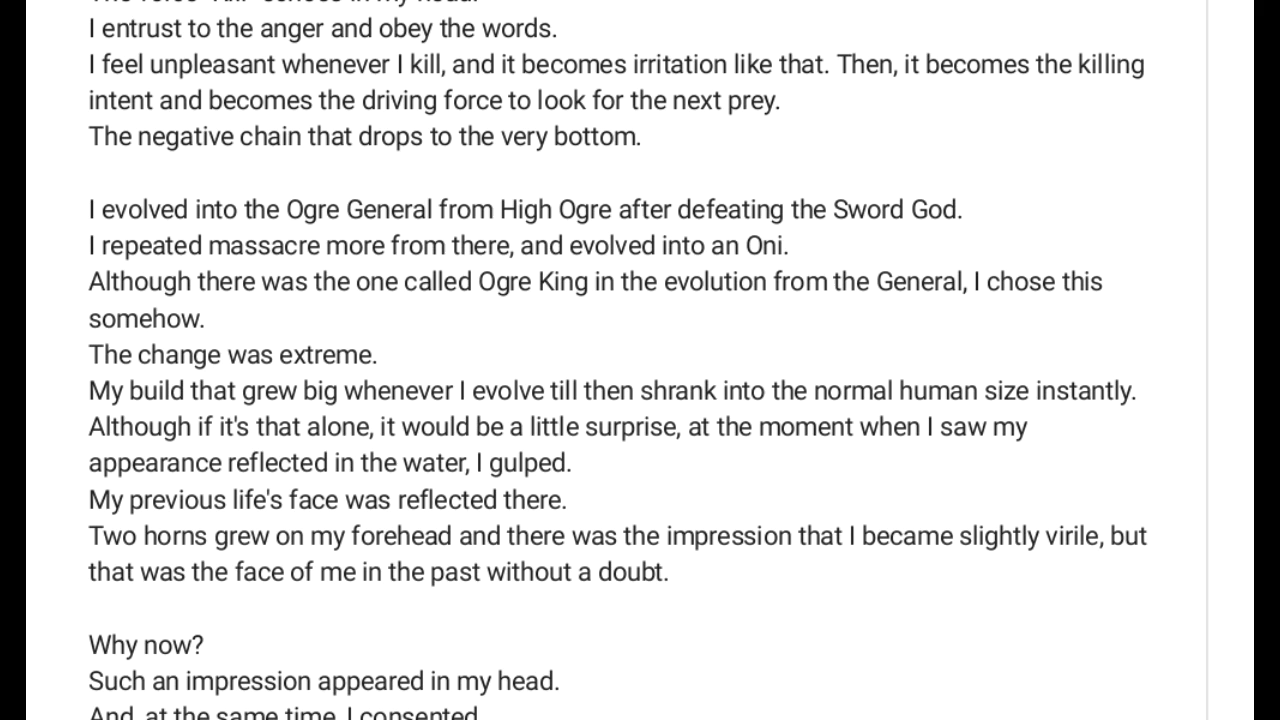 I entrust to the anger and obey the words.
I feel unpleasant whenever I kill, and it becomes irritation like that. Then, it becomes the killing
intent and becomes the driving force to look for the next prey.
The negative chain that drops to the very bottom.
I evolved into the Ogre General from High Ogre after defeating the Sword God.
I repeated massacre more from there, and evolved into an Oni.
Although there was the one called Ogre King in the evolution from the General, I chose this
somehow.
The change was extreme.
My build that grew big whenever I evolve till then shrank into the normal human size instantly.
Although if it's that alone, it would be a little surprise, at the moment when I saw my
appearance reflected in the water, I gulped.
My previous life's face was reflected there.
Two horns grew on my forehead and there was the impression that I became slightly virile, but
that was the face of me in the past without a doubt.
Why now?
Such an impression appeared in my head.
And, at the same time, I consented.